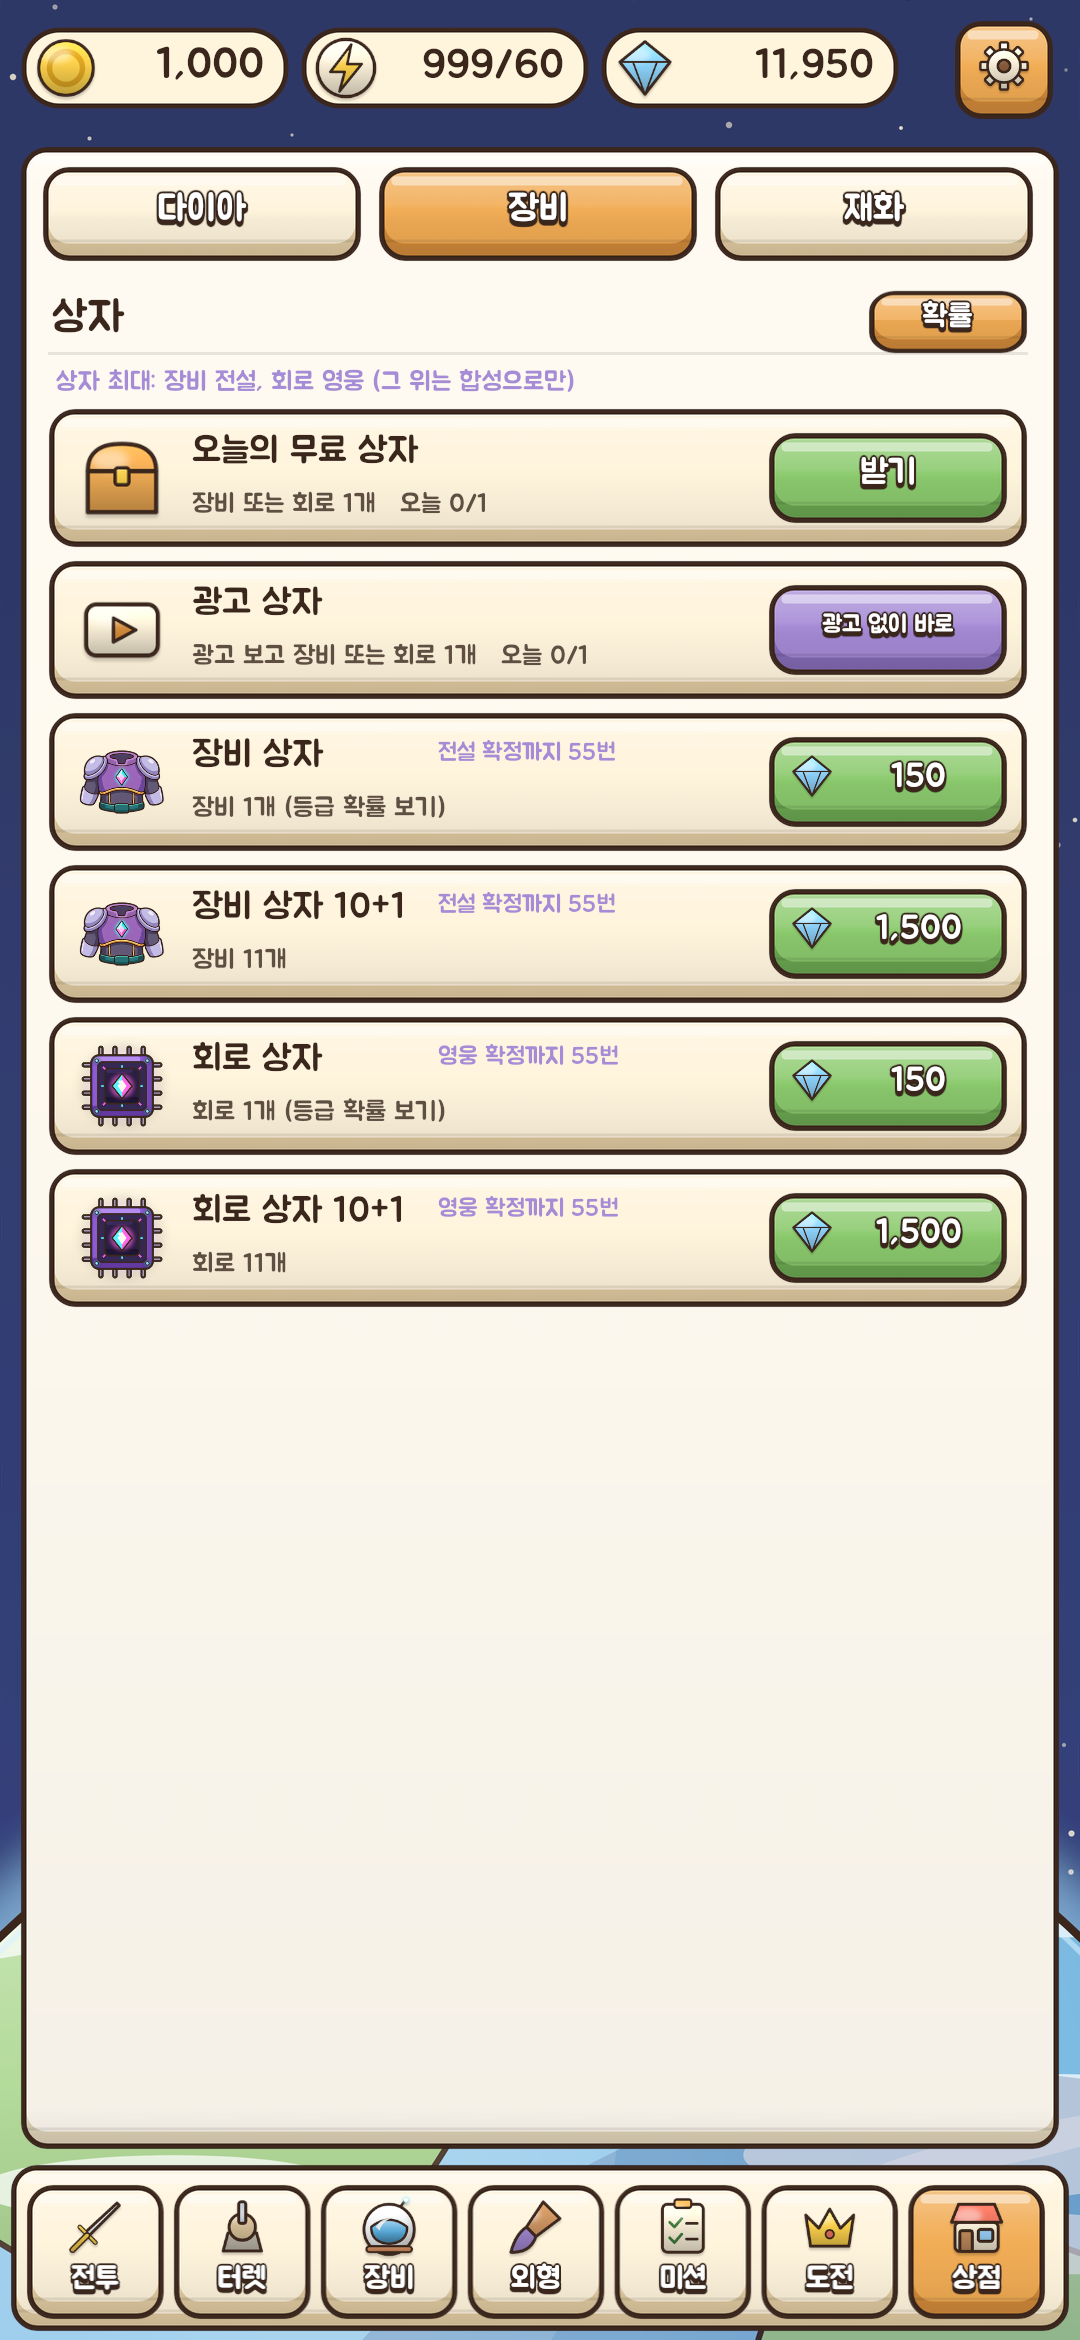 1,000
999/60
11,950
다이아
장비
재화
상자
확률
상자 최대: 장비 전설, 회로 영웅 (그 위는 합성으로만)
오늘의 무료 상자
장비 또는 회로 1개 오늘 0/1
받기
광고 상자
광고 보고 장비 또는 회로 1개 오늘 0/1
광고 없이 바로
장비 상자
전설 확정까지 55번
장비 1개 (등급 확률 보기)
150
장비 상자 10+1
전설 확정까지 55번
장비 11개
1,500
회로 상자
영웅 확정까지 55번
회로 1개 (등급 확률 보기)
150
회로 상자 10+1
영웅 확정까지 55번
회로 11개
1,500
전투
터렛
장비
외형
미션
도전
상점